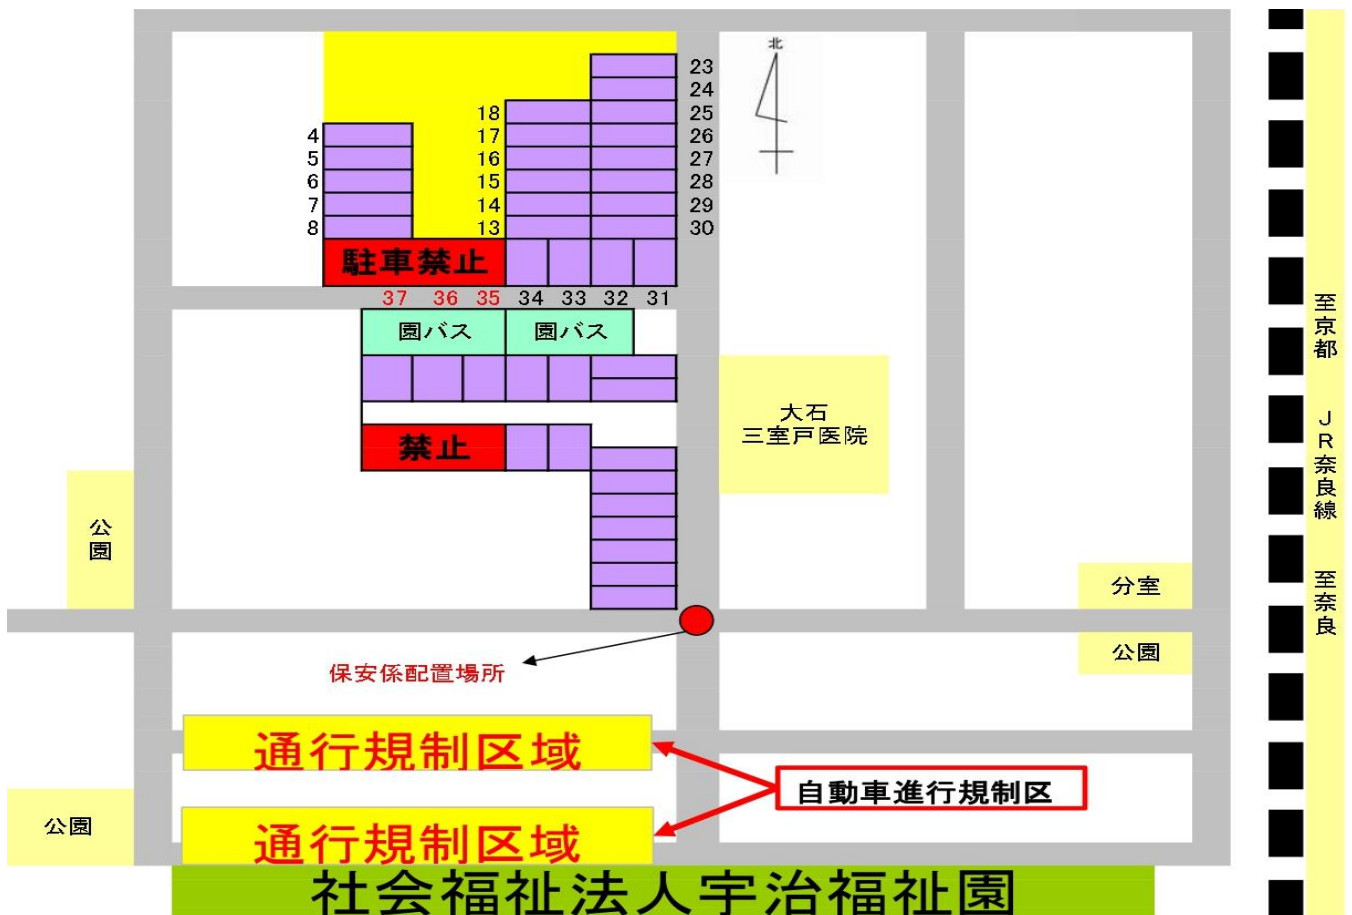 北
23
24
18
25
4
17
26
5
16
27
6
15
28
7
14
29
8
13
30
駐車禁止
37 36 35 34 33 32 31
園バス
園バス
至京都 JR奈良線 至奈良
大石
三室戸医院
禁止
公園
分室
公園
保安係配置場所
通行規制区域
自動車進行規制区
公園
通行規制区域
社会福祉法人宇治福祉園